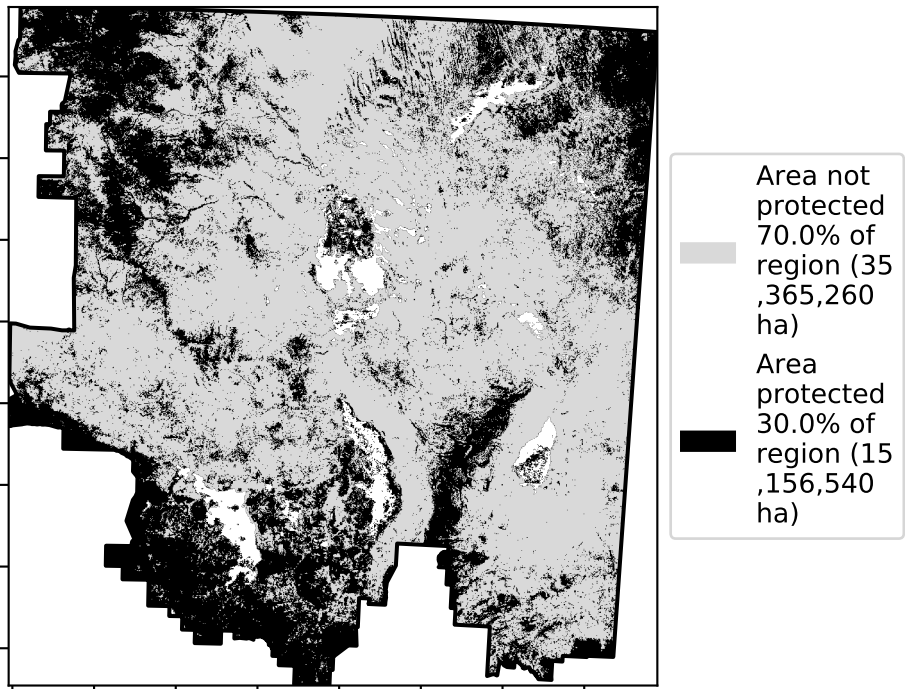 Area not
protected
70.0% of
region (35
,365,260
ha)
Area
protected
30.0% of
region (15
,156,540
ha)